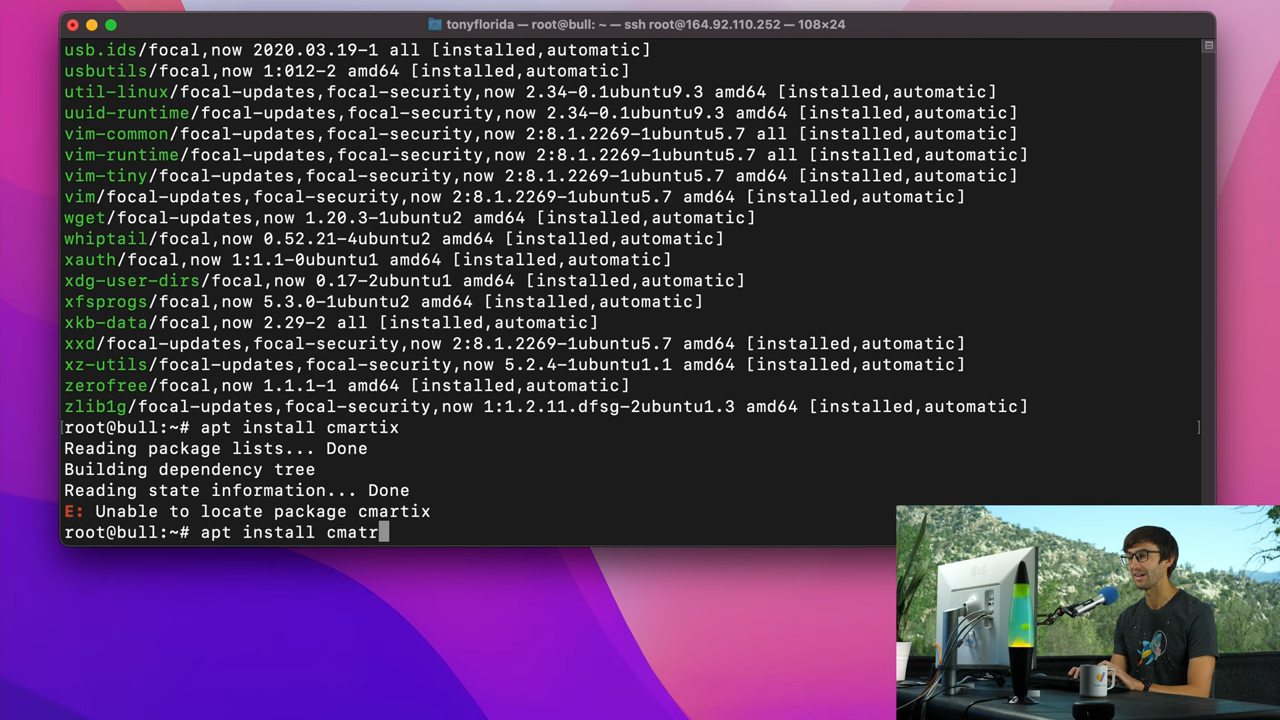 tonyflorida — root@bull: ~ — ssh root@164.92.110.252 — 108×24
usb.ids/focal,now 2020.03.19-1 all [installed,automatic]
usbutils/focal,now 1:012-2 amd64 [installed,automatic]
util-linux/focal-updates,focal-security,now 2.34-0.1ubuntu9.3 amd64 [installed,automatic]
uuid-runtime/focal-updates,focal-security,now 2.34-0.1ubuntu9.3 amd64 [installed,automatic]
vim-common/focal-updates,focal-security,now 2:8.1.2269-1ubuntu5.7 all [installed,automatic]
vim-runtime/focal-updates,focal-security,now 2:8.1.2269-1ubuntu5.7 all [installed,automatic]
vim-tiny/focal-updates,focal-security,now 2:8.1.2269-1ubuntu5.7 amd64 [installed,automatic]
vim/focal-updates,focal-security,now 2:8.1.2269-1ubuntu5.7 amd64 [installed,automatic]
wget/focal-updates,now 1.20.3-1ubuntu2 amd64 [installed,automatic]
whiptail/focal,now 0.52.21-4ubuntu2 amd64 [installed,automatic]
xauth/focal,now 1:1.1-0ubuntu1 amd64 [installed,automatic]
xdg-user-dirs/focal,now 0.17-2ubuntu1 amd64 [installed,automatic]
xfsprogs/focal,now 5.3.0-1ubuntu2 amd64 [installed,automatic]
xkb-data/focal,now 2.29-2 all [installed,automatic]
xxd/focal-updates,focal-security,now 2:8.1.2269-1ubuntu5.7 amd64 [installed,automatic]
xz-utils/focal-updates,focal-security,now 5.2.4-1ubuntu1.1 amd64 [installed,automatic]
zerofree/focal,now 1.1.1-1 amd64 [installed,automatic]
zlib1g/focal-updates,focal-security,now 1:1.2.11.dfsg-2ubuntu1.3 amd64 [installed,automatic]
[root@bull:~# apt install cmartix ]
Reading package lists... Done
Building dependency tree
Reading state information... Done
E: Unable to locate package cmartix
root@bull:~# apt install cmatr
LG